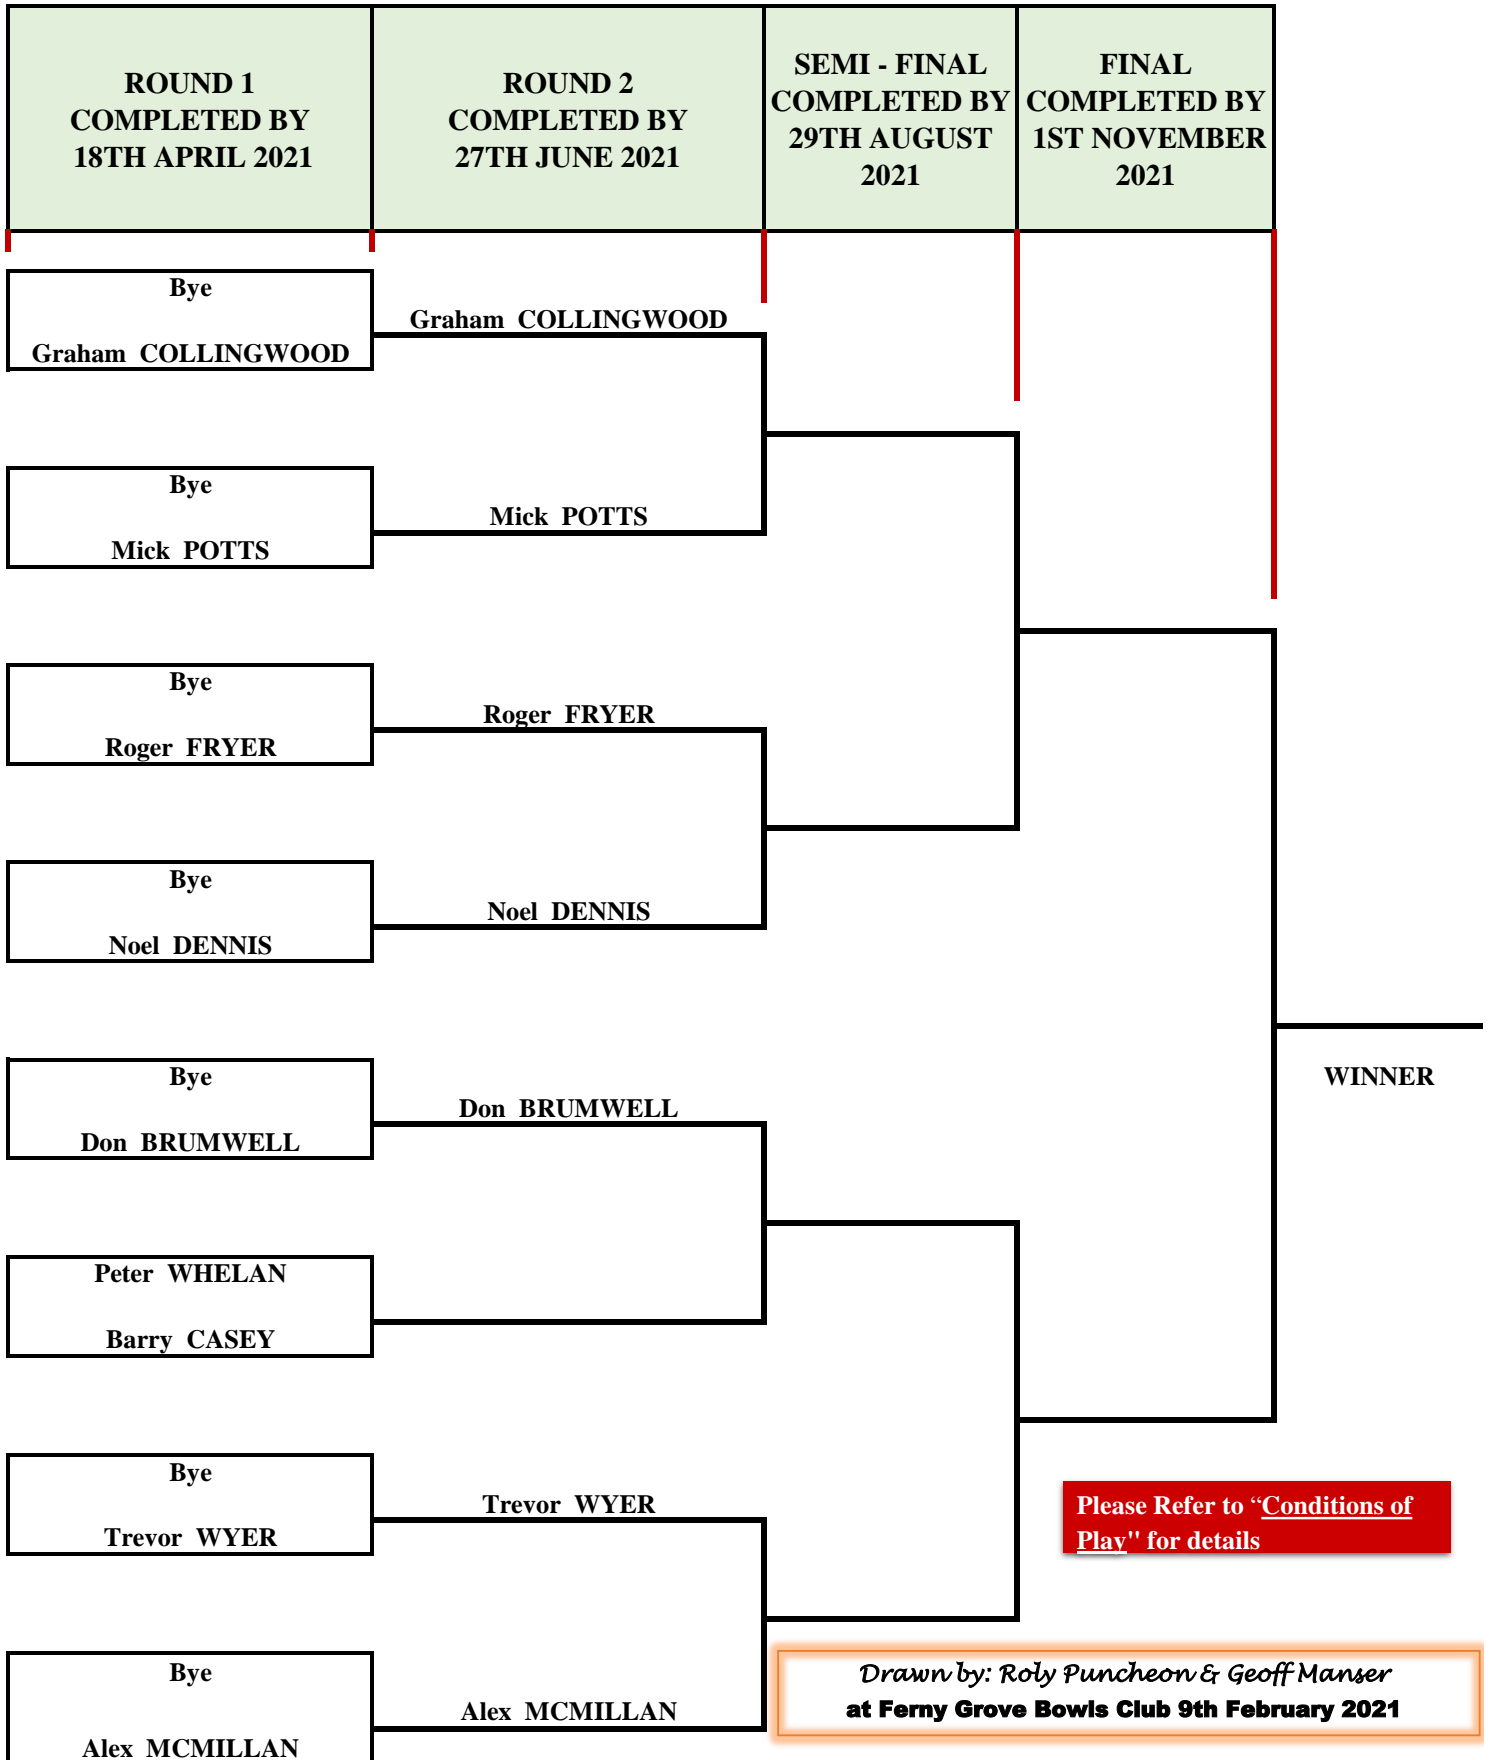 ROUND 1
COMPLETED BY
18TH APRIL 2021
ROUND 2
COMPLETED BY
27TH JUNE 2021
SEMI - FINAL
COMPLETED BY
29TH AUGUST
2021
FINAL
COMPLETED BY
1ST NOVEMBER
2021
Bye
Graham COLLINGWOOD
Graham COLLINGWOOD
Bye
Mick POTTS
Mick POTTS
Bye
Roger FRYER
Roger FRYER
Bye
Noel DENNIS
Noel DENNIS
Bye
Don BRUMWELL
Don BRUMWELL
WINNER
Peter WHELAN
Barry CASEY
Bye
Trevor WYER
Trevor WYER
Please Refer to “Conditions of
Play" for details
Bye
Alex MCMILLAN
Alex MCMILLAN
Drawn by: Roly Puncheon & Geoff Manser
at Ferny Grove Bowls Club 9th February 2021